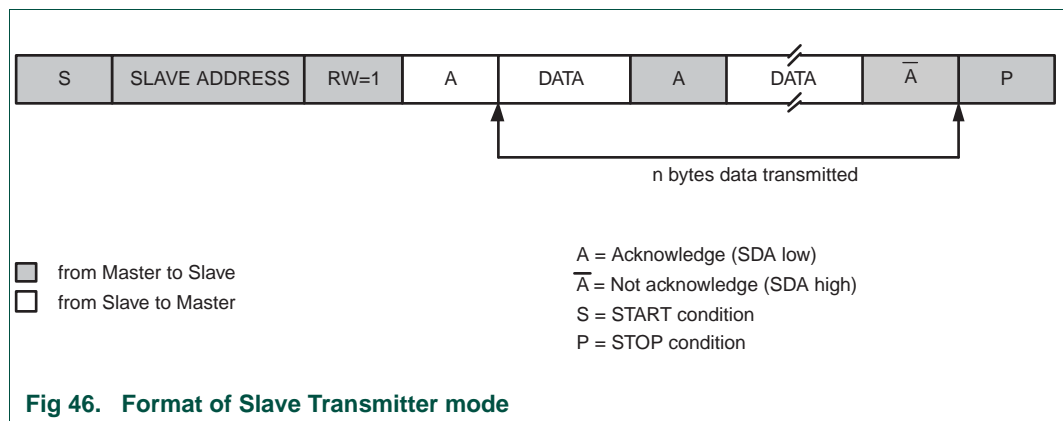 S SLAVE ADDRESS RW=1 A DATA A DATA A̅ P
n bytes data transmitted
from Master to Slave
from Slave to Master
A = Acknowledge (SDA low)
A̅ = Not acknowledge (SDA high)
S = START condition
P = STOP condition
Fig 46. Format of Slave Transmitter mode